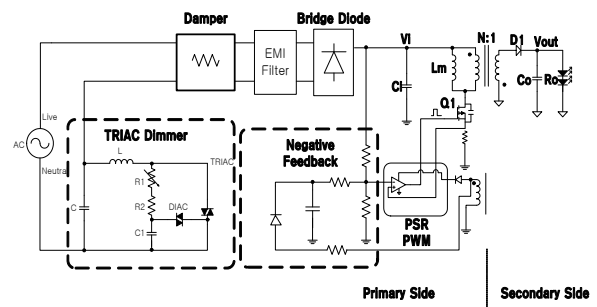 Damper
Bridge Diode
EMI
Filter
VI
N:1
D1
Vout
Lm
CI
Co
Ro
Q1
Live
AC
Neutral
TRIAC Dimmer
L
TRIAC
R1
R2
DIAC
C
C1
Negative
Feedback
PSR
PWM
Primary Side
Secondary Side